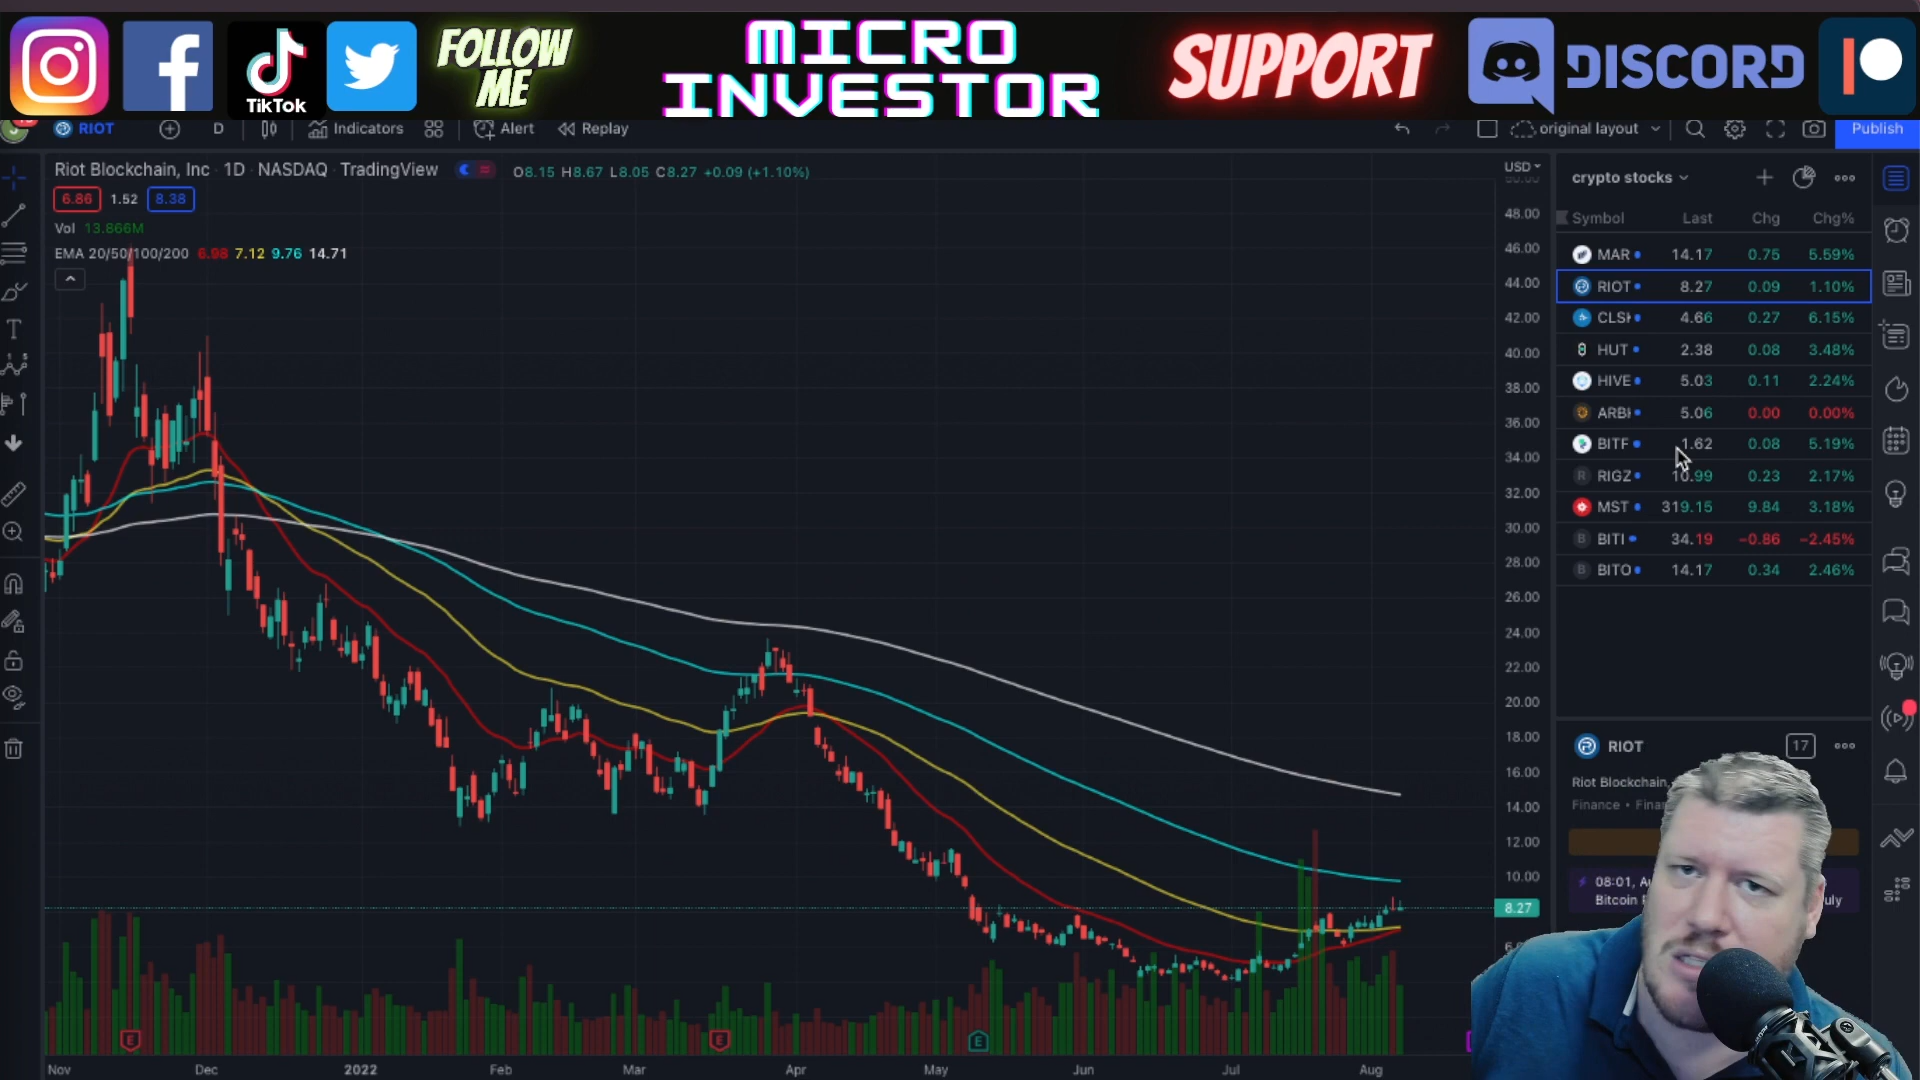 FOLLOW ME
MICRO INVESTOR
SUPPORT
DISCORD
TikTok
RIOT
D
Indicators
Alert
Replay
original layout
Publish
Riot Blockchain, Inc 1D NASDAQ TradingView
O8.15 H8.67 L8.05 C8.27 +0.09 (+1.10%)
6.86 1.52 8.38
Vol 13.866M
EMA 20/50/100/200 6.98 7.12 9.76 14.71
USD
48.00
46.00
44.00
42.00
40.00
38.00
36.00
34.00
32.00
30.00
28.00
26.00
24.00
22.00
20.00
18.00
16.00
14.00
12.00
10.00
8.27
Nov Dec 2022 Feb Mar Apr May Jun Jul Aug
E E E
crypto stocks
Symbol Last Chg Chg%
MAR 14.17 0.75 5.59%
RIOT 8.27 0.09 1.10%
CLS 4.66 0.27 6.15%
HUT 2.38 0.08 3.48%
HIVE 5.03 0.11 2.24%
ARB 5.06 0.00 0.00%
BITF 1.62 0.08 5.19%
RIGZ 10.99 0.23 2.17%
MST 319.15 9.84 3.18%
BITI 34.19 −0.86 −2.45%
BITO 14.17 0.34 2.46%
RIOT
17
Riot Blockchain,
Finance •
08:01,
Bitcoin